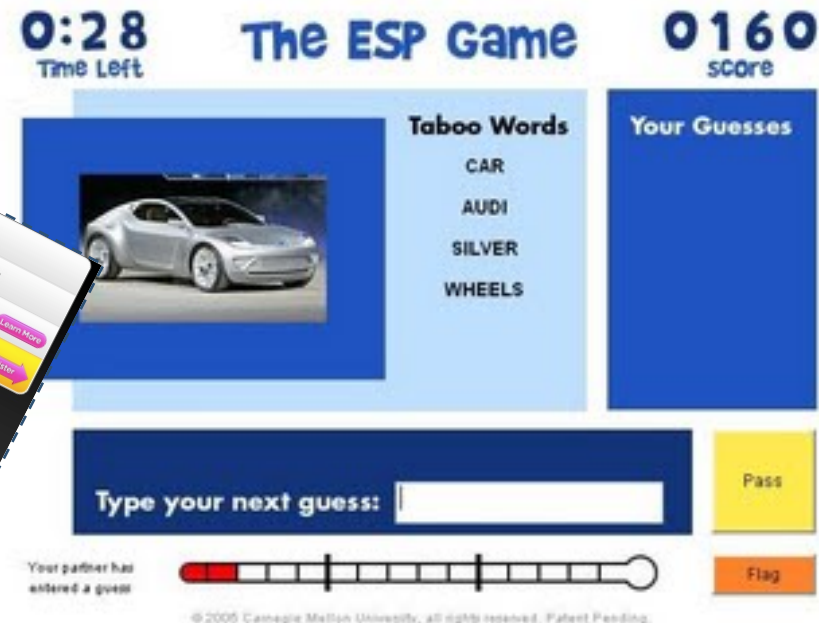 0:28
Time Left
The ESP Game
0160
score
Taboo Words
CAR
AUDI
SILVER
WHEELS
Your Guesses
Learn More
Type your next guess:
Pass
Your partner has
entered a guess
Flag
© 2005 Carnegie Mellon University, all rights reserved. Patent Pending.